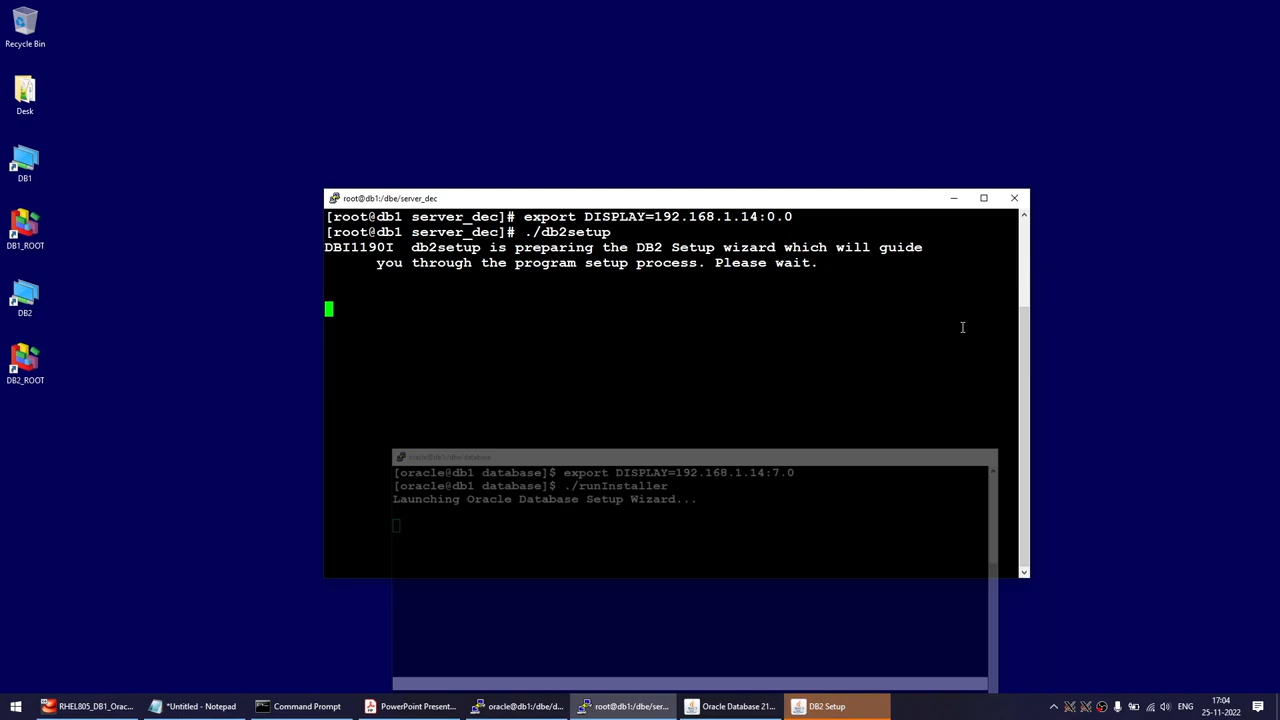 Recycle Bin
Desk
DB1
DB1_ROOT
DB2
DB2_ROOT
root@db1:/dbe/server_dec
[root@db1 server_dec]# export DISPLAY=192.168.1.14:0.0
[root@db1 server_dec]# ./db2setup
DBI1190I  db2setup is preparing the DB2 Setup wizard which will guide
you through the program setup process. Please wait.
oracle@db1:/dbe/database
[oracle@db1 database]$ export DISPLAY=192.168.1.14:7.0
[oracle@db1 database]$ ./runInstaller
Launching Oracle Database Setup Wizard...
RHEL805_DB1_Orac...
*Untitled - Notepad
Command Prompt
PowerPoint Present...
oracle@db1:/dbe/d...
root@db1:/dbe/ser...
Oracle Database 21...
DB2 Setup
ENG
17:04
25-11-2022